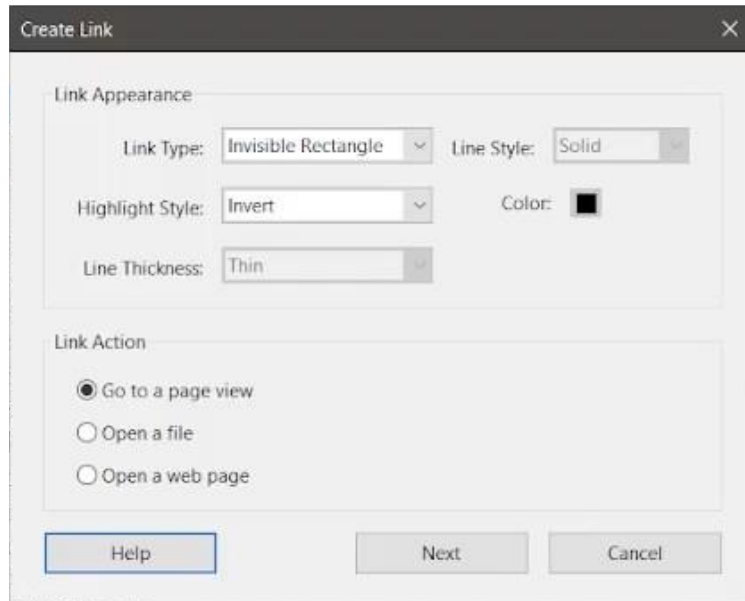 Create Link
Link Appearance
Link Type: Invisible Rectangle Line Style: Solid
Highlight Style: Invert Color:
Line Thickness: Thin
Link Action
Go to a page view
Open a file
Open a web page
Help Next Cancel